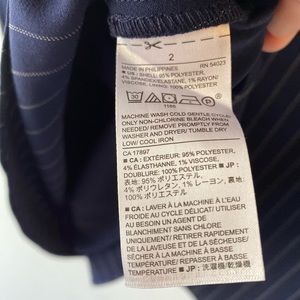 2
MADE IN PHILIPPINES RN 54023
■ US : SHELL: 95% POLYESTER,
4% SPANDEX/ELASTANE, 1% RAYON/
VISCOSE, LINING: 100% POLYESTER
30
MACHINE WASH COLD GENTLE CYCLE/
ONLY NON-CHLORINE BLEACH WHEN
NEEDED/ REMOVE PROMPTLY FROM
WASHER AND DRYER/ TUMBLE DRY
LOW/ COOL IRON
CA 17897
■ CA : EXTÉRIEUR: 95% POLYESTER,
4% ÉLASTHANNE, 1% VISCOSE,
DOUBLURE: 100% POLYESTER ■ JP :
表地: 95% ポリエステル,
4% ポリウレタン, 1% レーヨン, 裏地:
100% ポリエステル
■ CA : LAVER À LA MACHINE À L'EAU
FROIDE AU CYCLE DÉLICAT/ UTILISER
AU BESOIN UN AGENT DE
BLANCHIMENT SANS CHLORE
UNIQUEMENT/ RETIRER RAPIDEMENT
DE LA LAVEUSE ET DE LA SÉCHEUSE/
SÉCHER À LA MACHINE À BASSE
TEMPÉRATURE/ REPASSER À BASSE
TEMPÉRATURE ■ JP : 洗濯機/乾燥機